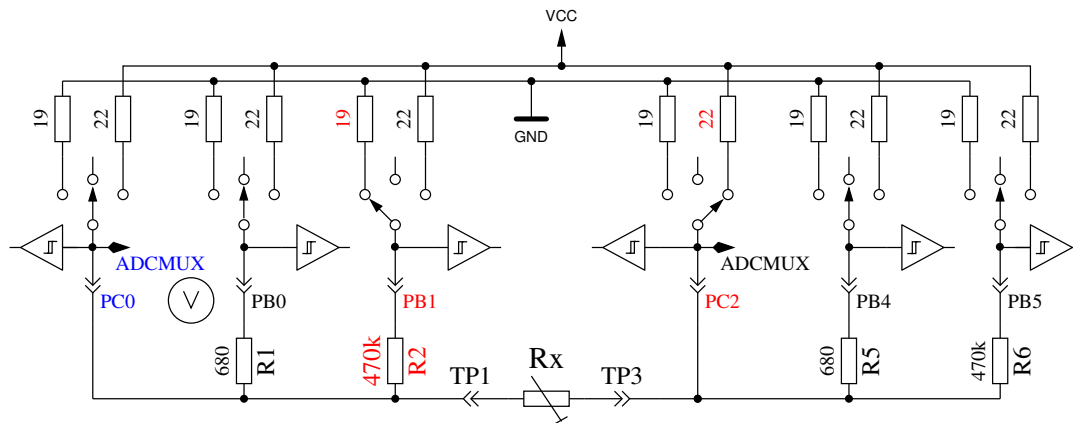 VCC
19 22 19 22 19 22 19 22 19 22 19 22
GND
ADCMUX ADCMUX
PC0 V PB0 PB1 PC2 PB4 PB5
680 R1 470k R2 Rx 680 R5 470k R6
TP1 TP3